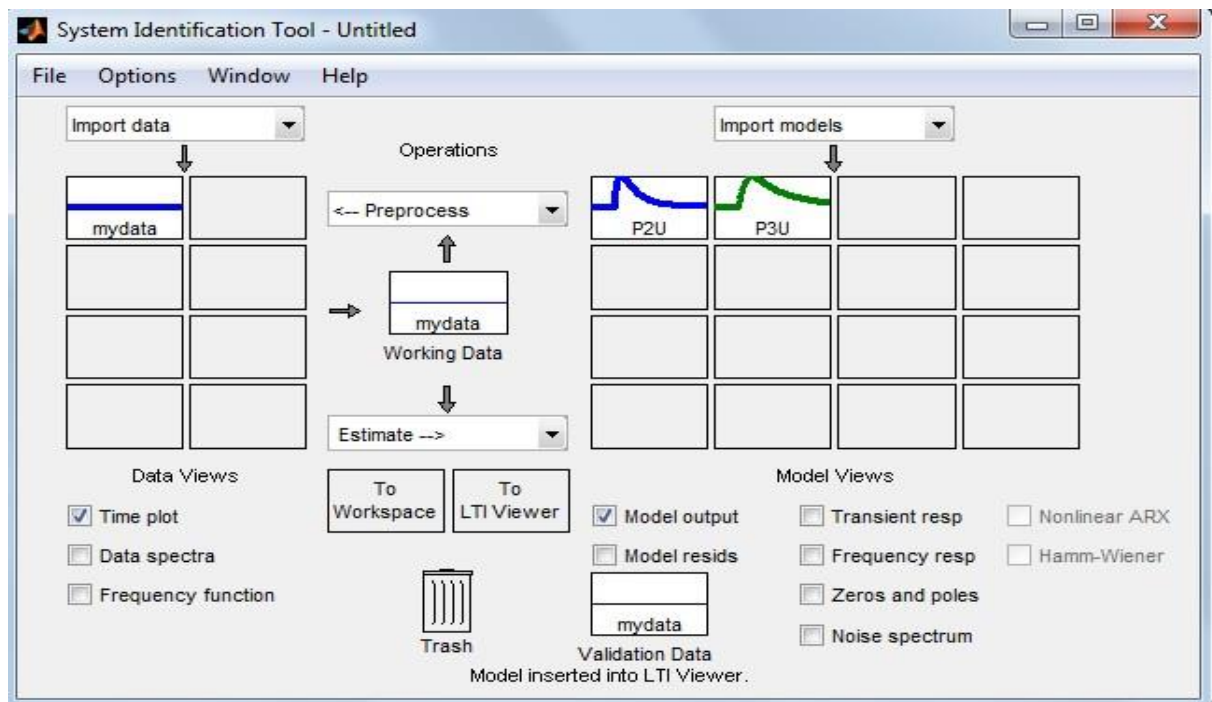 System Identification Tool - Untitled
File Options Window Help
Import data
Import models
Operations
<-- Preprocess
mydata
P2U
P3U
mydata
Working Data
Estimate -->
Data Views
Model Views
To Workspace
To LTI Viewer
Time plot
Data spectra
Frequency function
Model output
Model resids
Transient resp
Frequency resp
Zeros and poles
Noise spectrum
Nonlinear ARX
Hamm-Wiener
Trash
mydata
Validation Data
Model inserted into LTI Viewer.